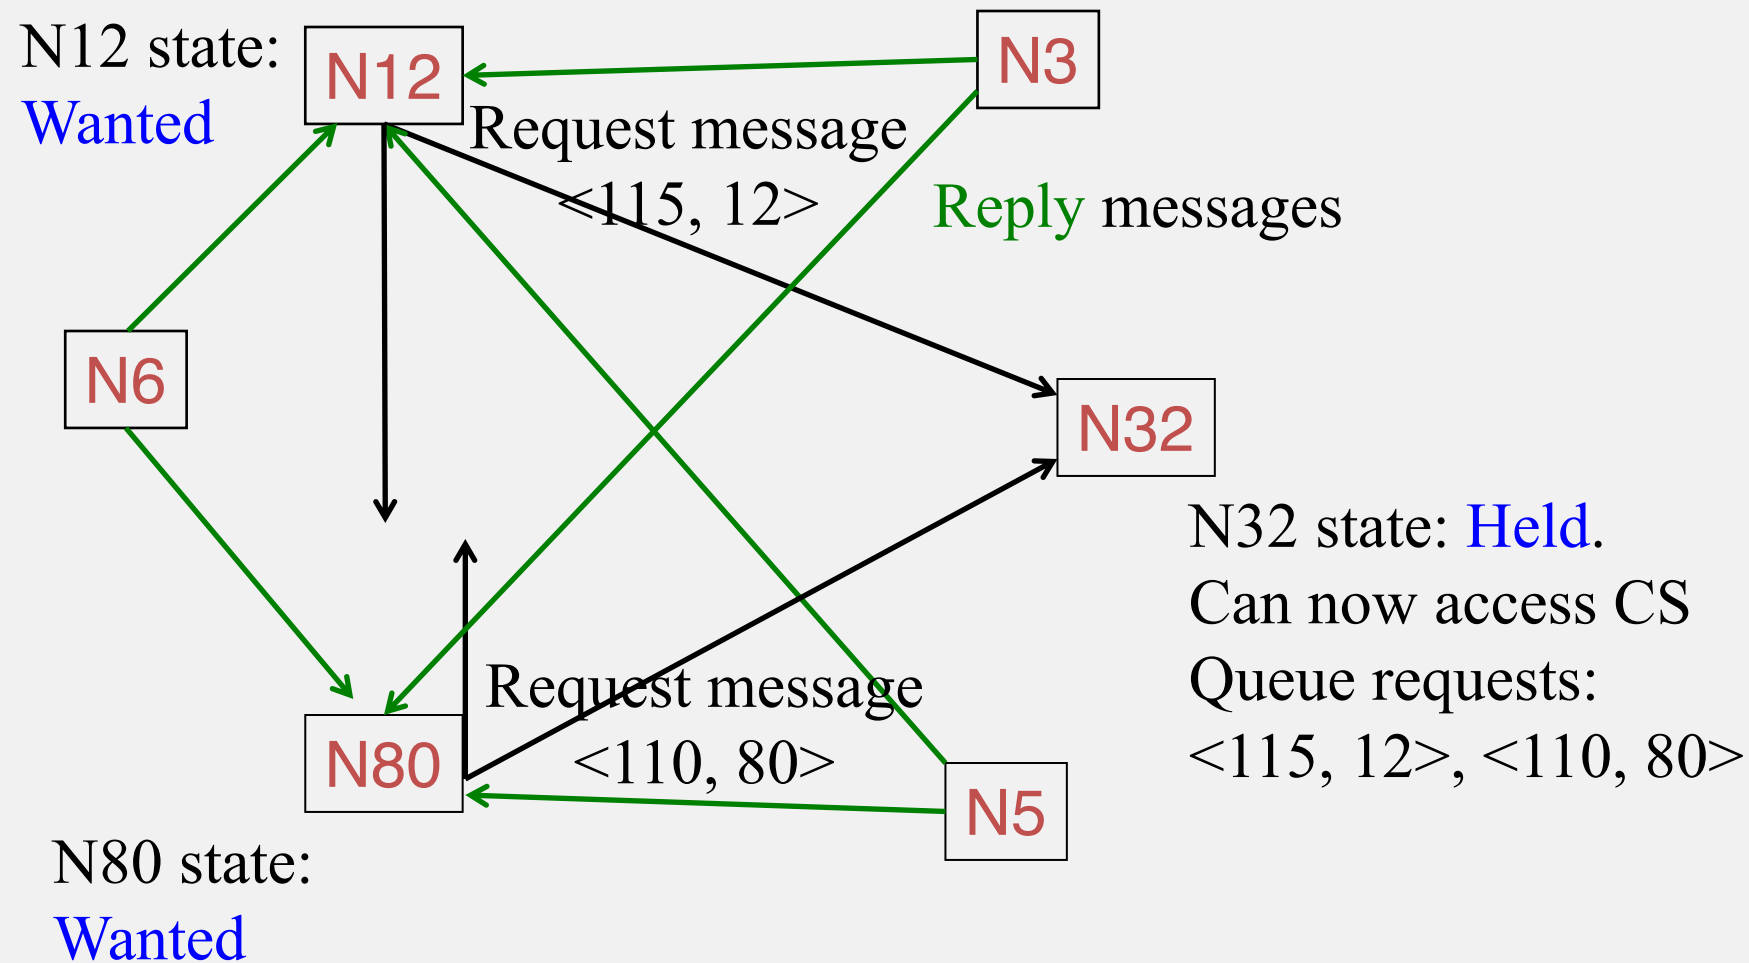 N12 state:
Wanted
N12
N3
Request message
<115, 12>
Reply messages
N6
N32
N32 state: Held.
Can now access CS
Queue requests:
<115, 12>, <110, 80>
Request message
<110, 80>
N80
N5
N80 state:
Wanted